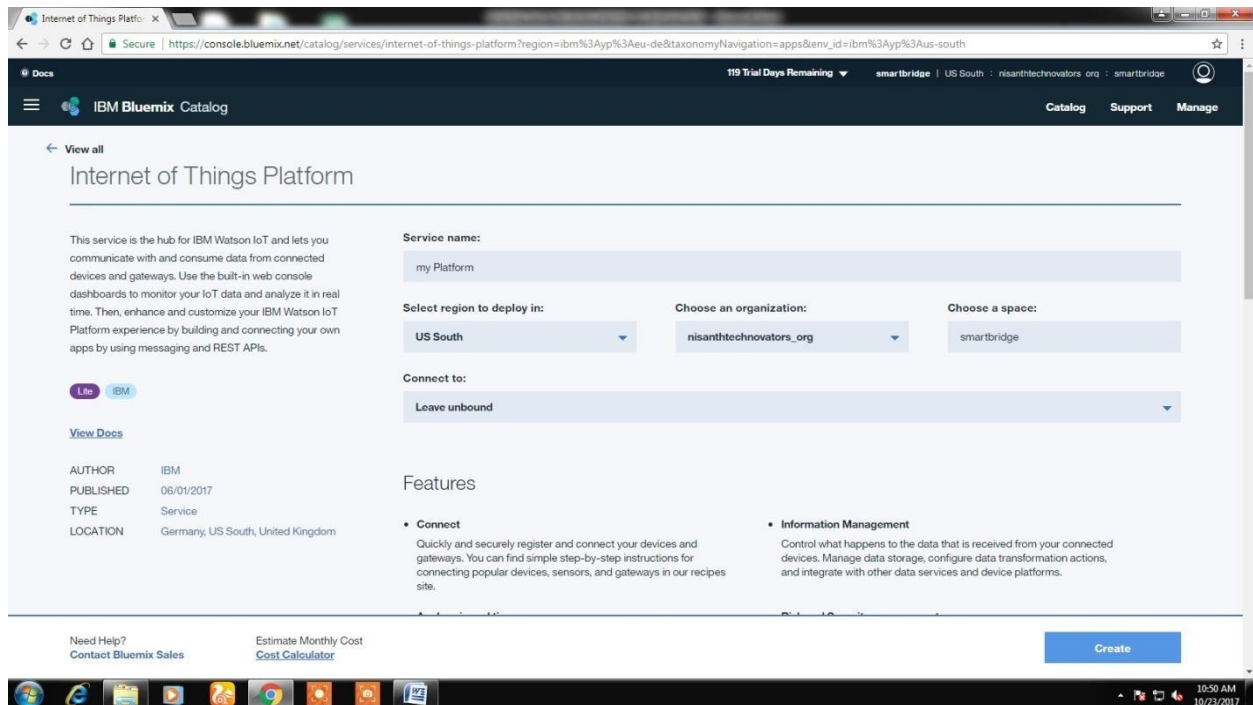 Internet of Things Platfo
Secure | https://console.bluemix.net/catalog/services/internet-of-things-platform?region=ibm%3Ayp%3Aeu-de&taxonomyNavigation=apps&env_id=ibm%3Ayp%3Aus-south
Docs
119 Trial Days Remaining
smartbridge | US South : nisanthtechnovators org : smartbridge
IBM Bluemix Catalog
Catalog Support Manage
View all
Internet of Things Platform
This service is the hub for IBM Watson IoT and lets you
communicate with and consume data from connected
devices and gateways. Use the built-in web console
dashboards to monitor your IoT data and analyze it in real
time. Then, enhance and customize your IBM Watson IoT
Platform experience by building and connecting your own
apps by using messaging and REST APIs.
Lite IBM
View Docs
AUTHOR IBM
PUBLISHED 06/01/2017
TYPE Service
LOCATION Germany, US South, United Kingdom
Service name:
my Platform
Select region to deploy in:
US South
Choose an organization:
nisanthtechnovators_org
Choose a space:
smartbridge
Connect to:
Leave unbound
Features
• Connect
Quickly and securely register and connect your devices and
gateways. You can find simple step-by-step instructions for
connecting popular devices, sensors, and gateways in our recipes
site.
• Information Management
Control what happens to the data that is received from your connected
devices. Manage data storage, configure data transformation actions,
and integrate with other data services and device platforms.
Need Help?
Contact Bluemix Sales
Estimate Monthly Cost
Cost Calculator
Create
10:50 AM
10/23/2017